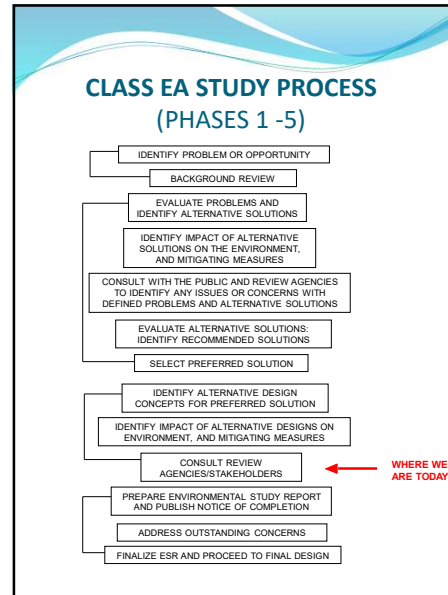 CLASS EA STUDY PROCESS
(PHASES 1 -5)
IDENTIFY PROBLEM OR OPPORTUNITY
BACKGROUND REVIEW
EVALUATE PROBLEMS AND
IDENTIFY ALTERNATIVE SOLUTIONS
IDENTIFY IMPACT OF ALTERNATIVE
SOLUTIONS ON THE ENVIRONMENT,
AND MITIGATING MEASURES
CONSULT WITH THE PUBLIC AND REVIEW AGENCIES
TO IDENTIFY ANY ISSUES OR CONCERNS WITH
DEFINED PROBLEMS AND ALTERNATIVE SOLUTIONS
EVALUATE ALTERNATIVE SOLUTIONS:
IDENTIFY RECOMMENDED SOLUTIONS
SELECT PREFERRED SOLUTION
IDENTIFY ALTERNATIVE DESIGN
CONCEPTS FOR PREFERRED SOLUTION
IDENTIFY IMPACT OF ALTERNATIVE DESIGNS ON
ENVIRONMENT, AND MITIGATING MEASURES
CONSULT REVIEW
AGENCIES/STAKEHOLDERS
WHERE WE
ARE TODAY
PREPARE ENVIRONMENTAL STUDY REPORT
AND PUBLISH NOTICE OF COMPLETION
ADDRESS OUTSTANDING CONCERNS
FINALIZE ESR AND PROCEED TO FINAL DESIGN